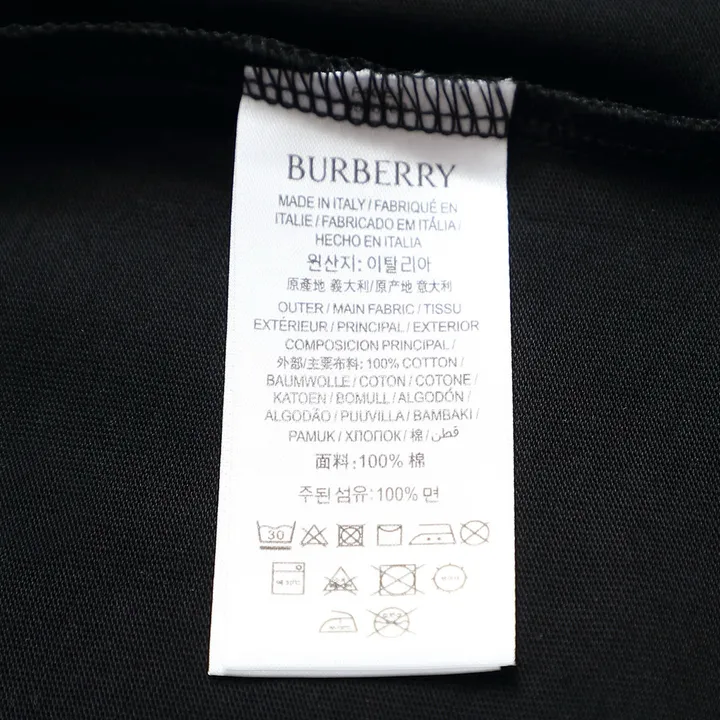 BURBERRY
MADE IN ITALY / FABRIQUÉ EN
ITALIE / FABRICADO EM ITÁLIA /
HECHO EN ITALIA
원산지: 이탈리아
原產地 義大利 / 原产地 意大利
OUTER / MAIN FABRIC / TISSU
EXTÉRIEUR / PRINCIPAL / EXTERIOR
COMPOSICION PRINCIPAL /
外部/主要布料: 100% COTTON /
BAUMWOLLE / COTON / COTONE /
KATOEN / BOMULL / ALGODÓN /
ALGODÃO / PUUVILLA / BAMBAKI /
PAMUK / ХЛОПОК / 棉 / قطن /
面料: 100% 棉
주된 섬유: 100% 면
30